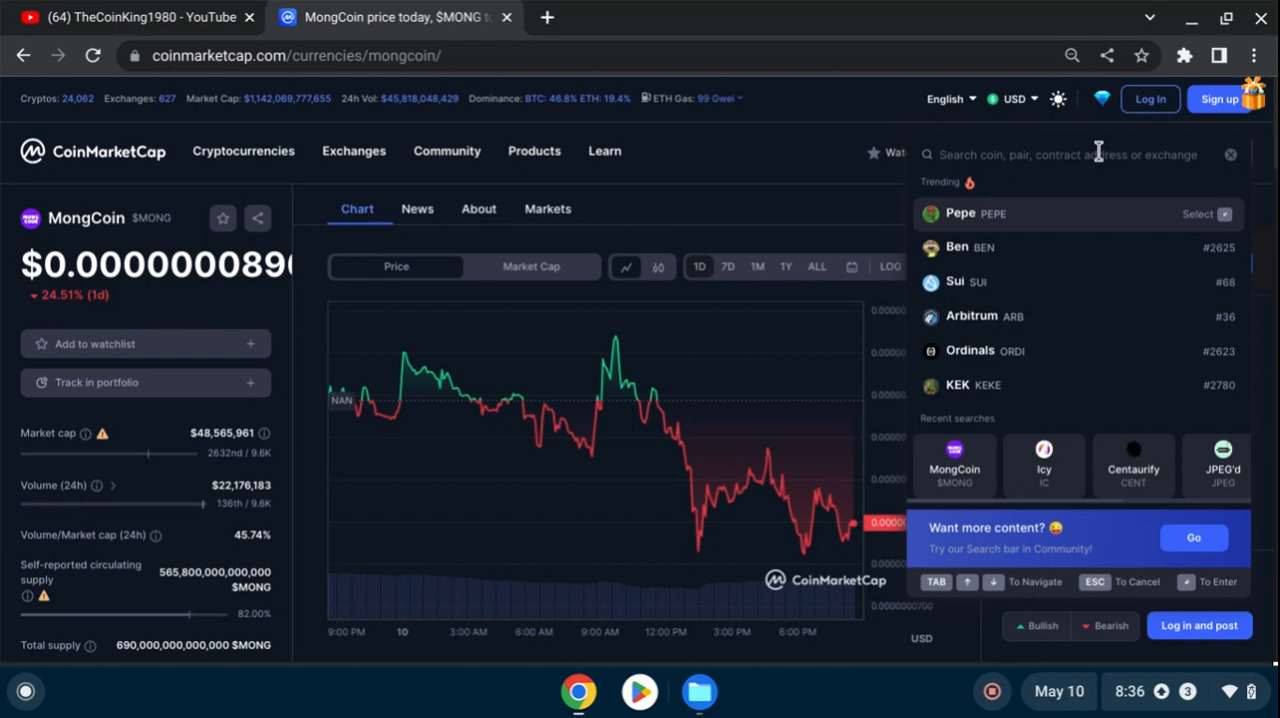 (64) TheCoinKing1980 - YouTube
MongCoin price today, $MONG to
coinmarketcap.com/currencies/mongcoin/
Cryptos: 24,062 Exchanges: 627 Market Cap: $1,142,069,777,655 24h Vol: $45,818,048,429 Dominance: BTC: 46.8% ETH: 19.4% ETH Gas: 99 Gwei
English USD Log In Sign up
CoinMarketCap
Cryptocurrencies Exchanges Community Products Learn
Search coin, pair, contract address or exchange
Trending
MongCoin $MONG
$0.0000000896
24.51% (1d)
Add to watchlist +
Track in portfolio +
Market cap $48,565,961
2632nd / 9.6K
Volume (24h) $22,176,183
136th / 9.6K
Volume/Market cap (24h) 45.74%
Self-reported circulating supply
565,800,000,000,000 $MONG
82.00%
Total supply 690,000,000,000,000 $MONG
Chart News About Markets
Price Market Cap
1D 7D 1M 1Y ALL LOG
NAN
0.0000000700
CoinMarketCap
9:00 PM 10 3:00 AM 6:00 AM 9:00 AM 12:00 PM 3:00 PM 6:00 PM
USD
Pepe PEPE Select
Ben BEN #2625
Sui SUI #68
Arbitrum ARB #36
Ordinals ORDI #2623
KEK KEKE #2780
Recent searches
MongCoin $MONG
Icy IC
Centaurify CENT
JPEG'd JPEG
Want more content?
Try our Search bar in Community!
Go
TAB To Navigate ESC To Cancel To Enter
Bullish Bearish Log in and post
May 10 8:36 3